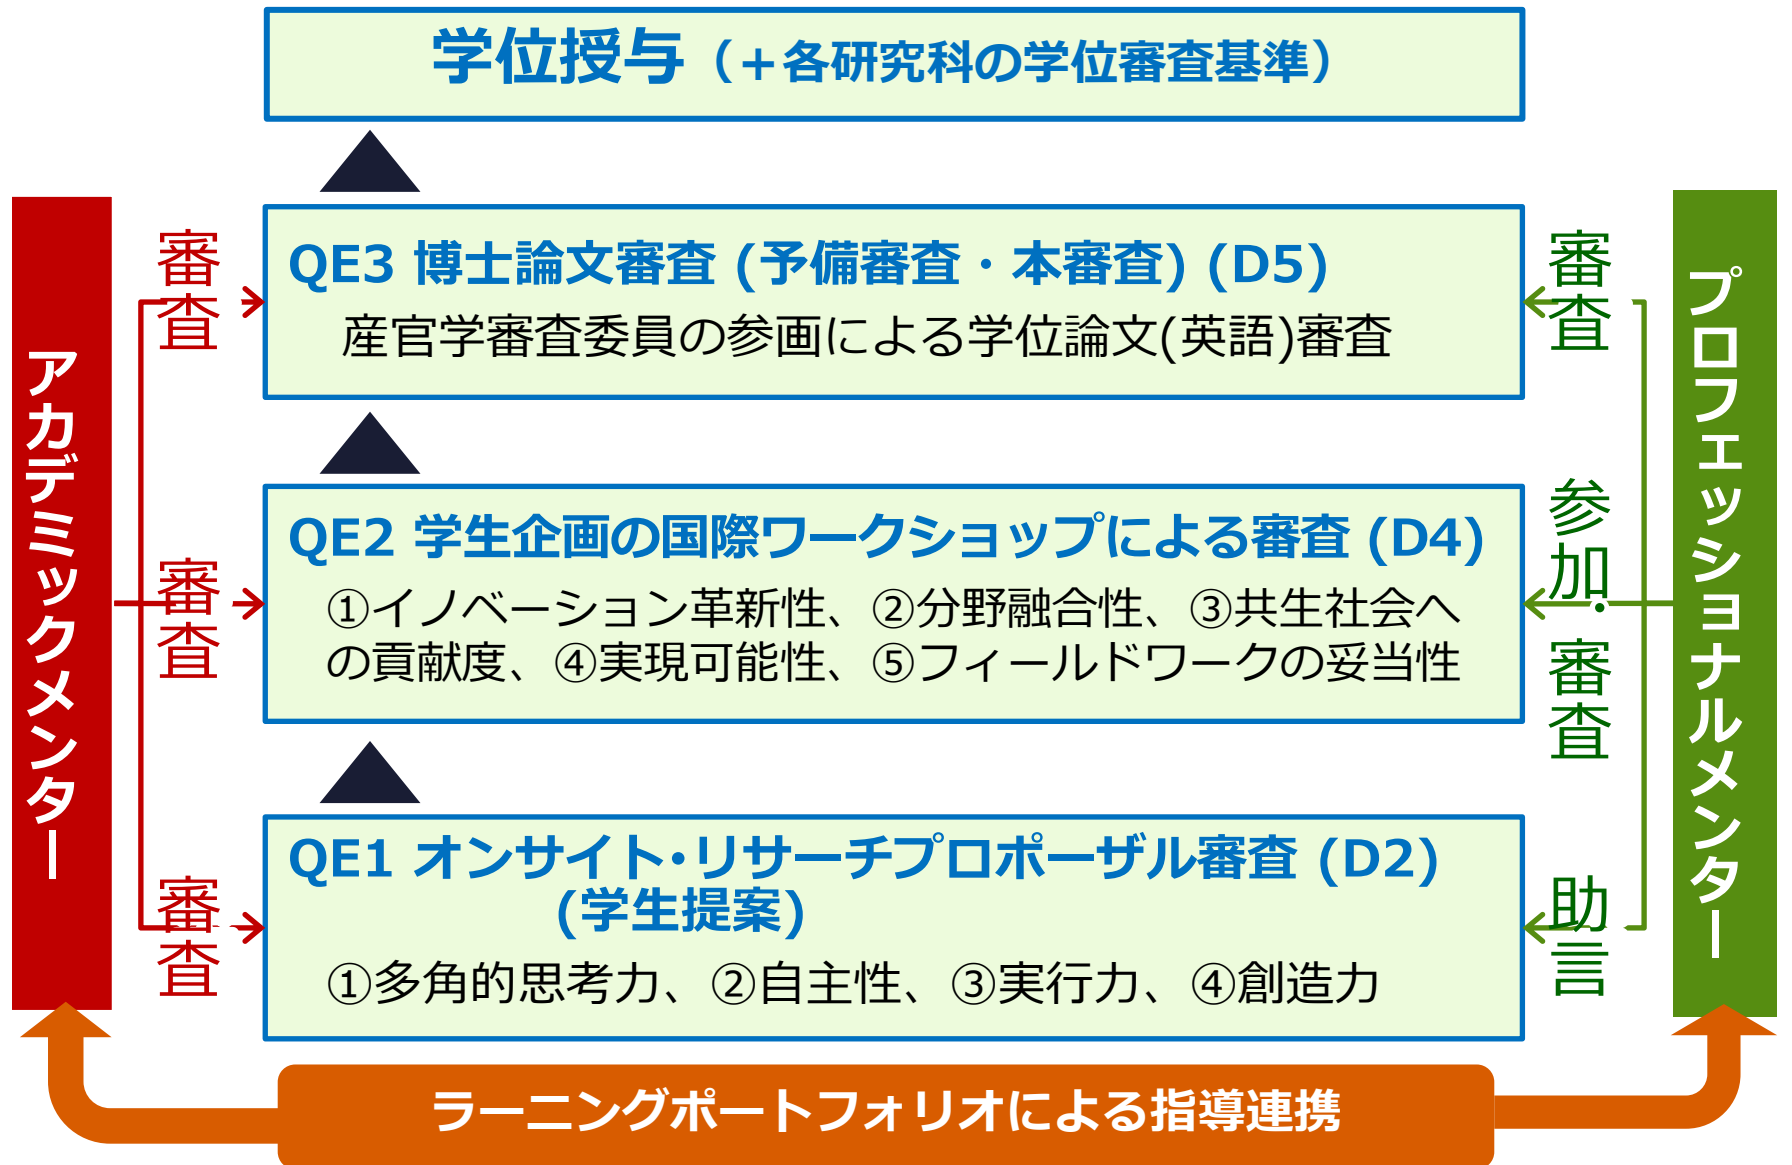 学位授与（＋各研究科の学位審査基準）
アカデミックメンター
審査
QE3 博士論文審査 (予備審査・本審査) (D5)
産官学審査委員の参画による学位論文(英語)審査
審査
プロフェッショナルメンター
審査
QE2 学生企画の国際ワークショップによる審査 (D4)
①イノベーション革新性、②分野融合性、③共生社会へ
の貢献度、④実現可能性、⑤フィールドワークの妥当性
参加・審査
審査
QE1 オンサイト・リサーチプロポーザル審査 (D2)
(学生提案)
①多角的思考力、②自主性、③実行力、④創造力
助言
ラーニングポートフォリオによる指導連携